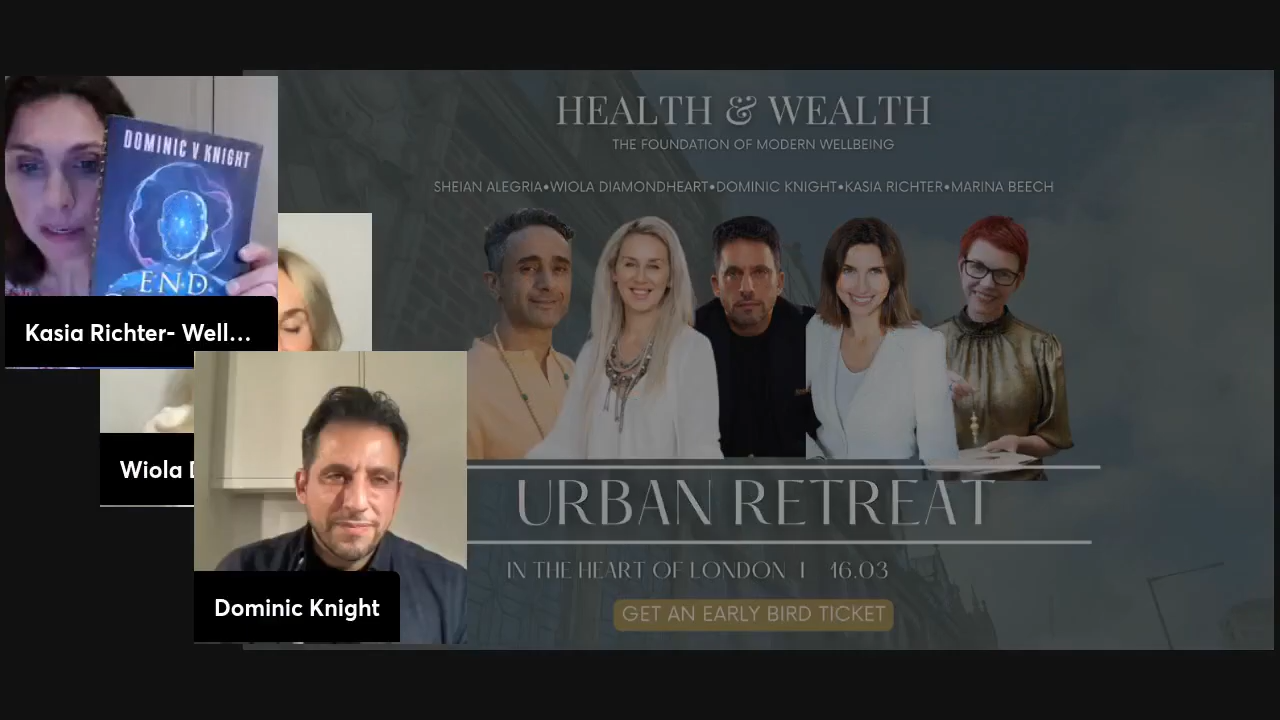 DOMINIC V KNIGHT
END
Kasia Richter- Well...
Wiola
Dominic Knight
HEALTH & WEALTH
THE FOUNDATION OF MODERN WELLBEING
SHEIAN ALEGRIA•WIOLA DIAMONDHEART•DOMINIC KNIGHT•KASIA RICHTER•MARINA BEECH
URBAN RETREAT
IN THE HEART OF LONDON | 16.03
GET AN EARLY BIRD TICKET